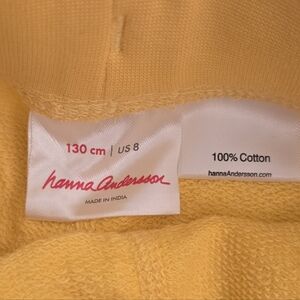 130 cm | US 8
hanna Andersson
MADE IN INDIA
100% Cotton
hannaAndersson.com